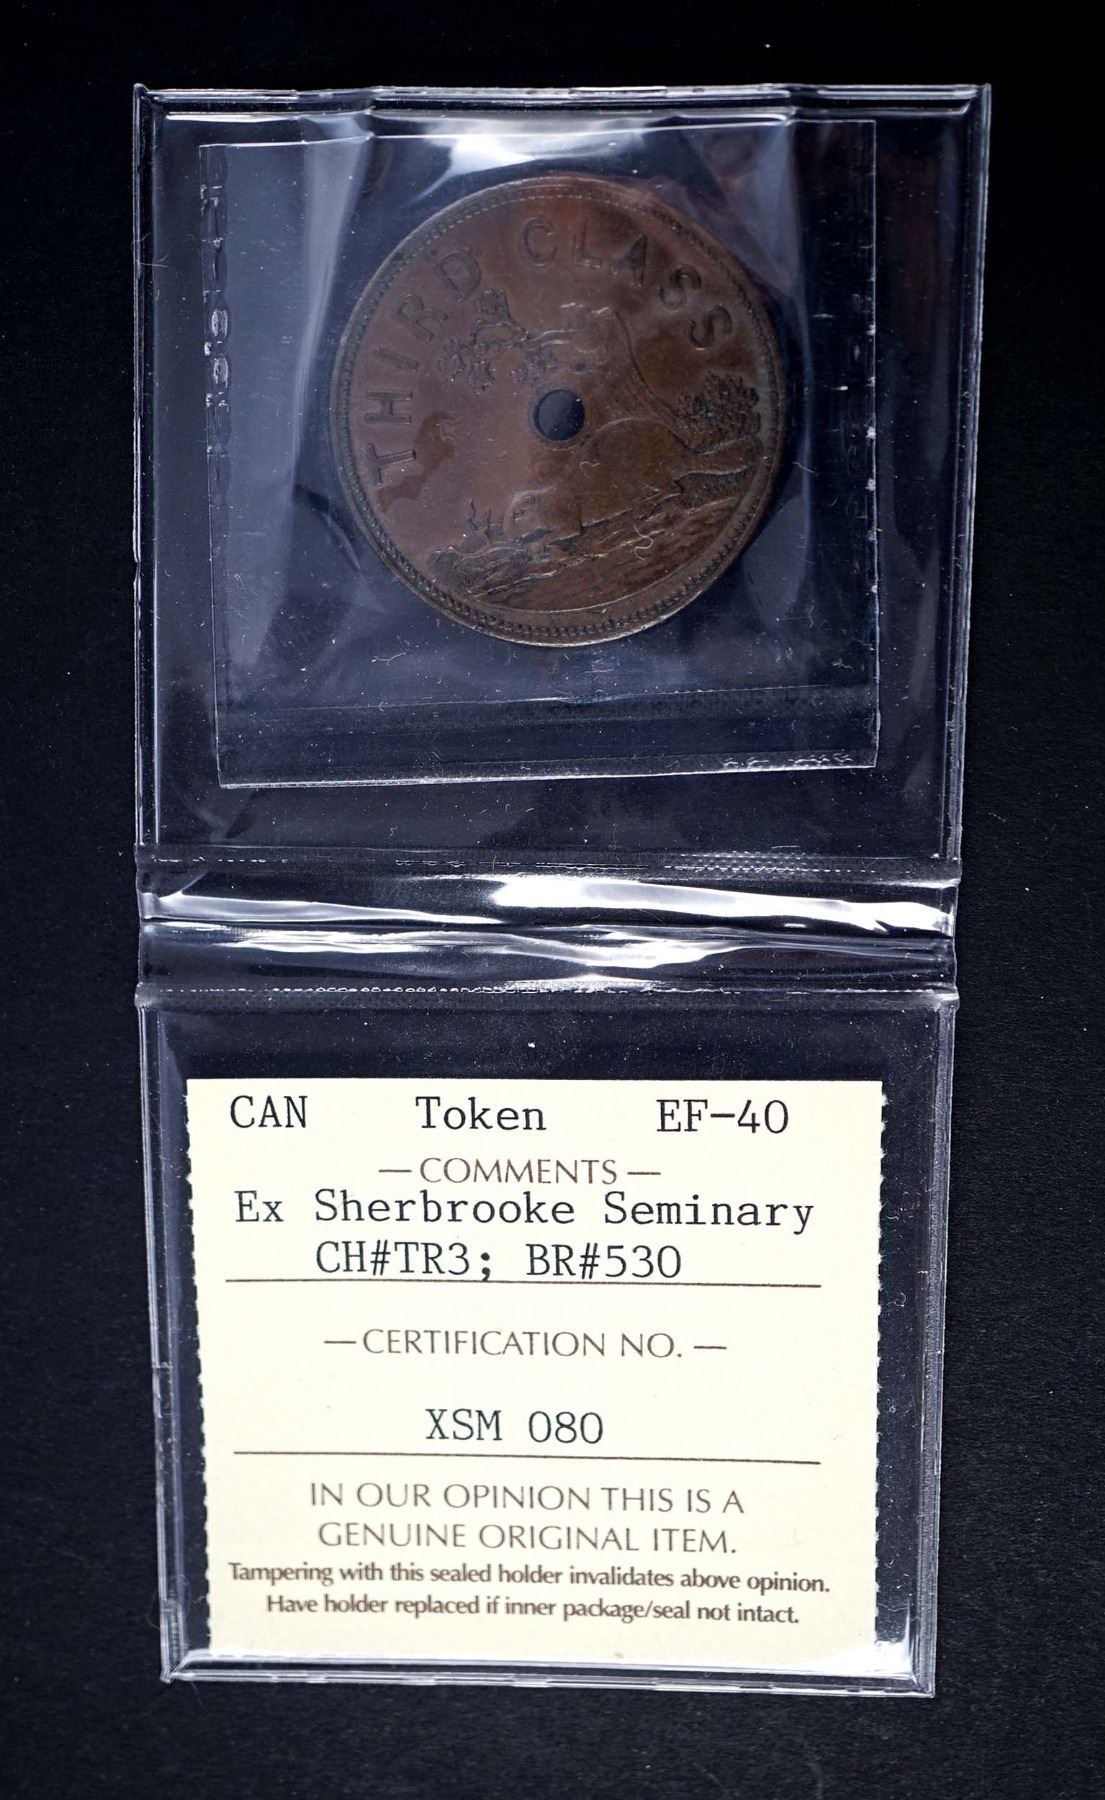 THIRD CLASS
CAN Token EF-40
— COMMENTS —
Ex Sherbrooke Seminary
CH#TR3; BR#530
— CERTIFICATION NO. —
XSM 080
IN OUR OPINION THIS IS A
GENUINE ORIGINAL ITEM.
Tampering with this sealed holder invalidates above opinion.
Have holder replaced if inner package/seal not intact.